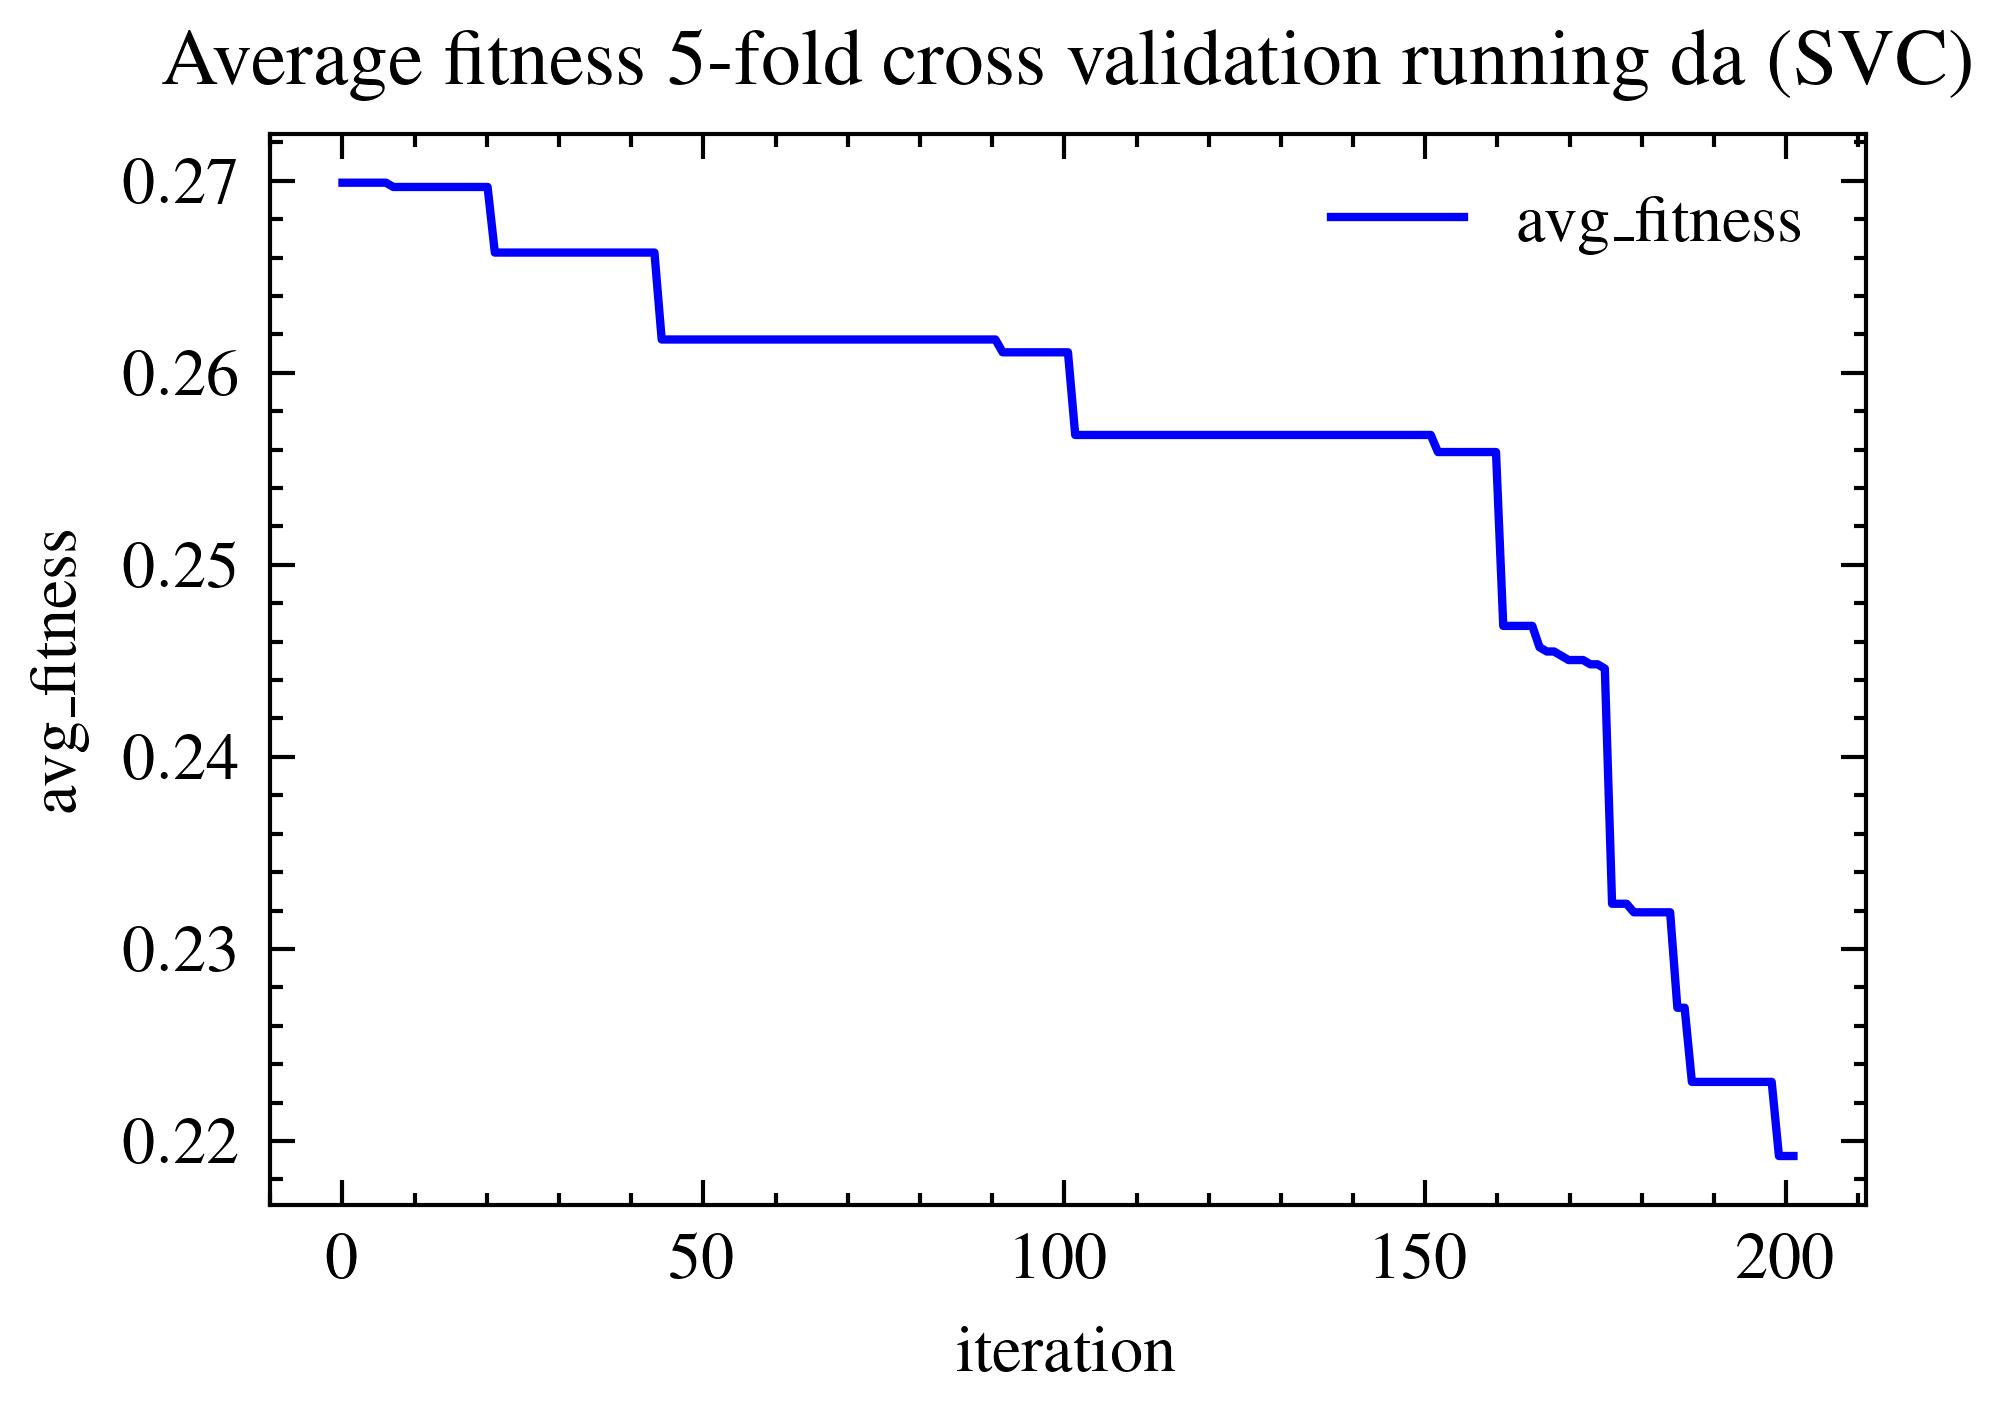 Average fitness 5-fold cross validation running da (SVC)
avg_fitness
0.27
0.26
0.25
0.24
0.23
0.22
avg_fitness
0 50 100 150 200
iteration